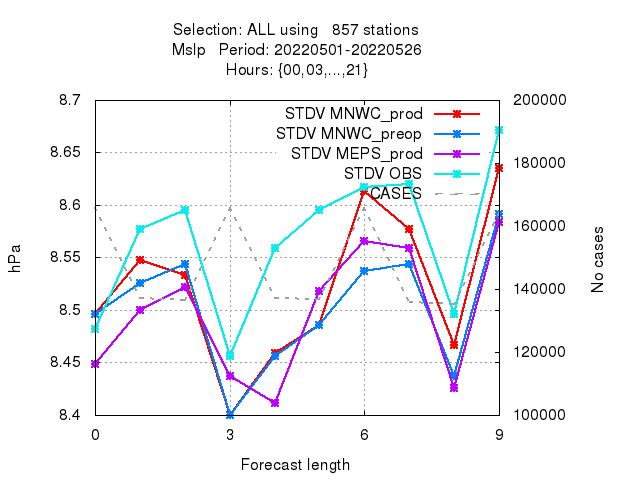 Selection: ALL using   857 stations
Mslp   Period: 20220501-20220526
Hours: {00,03,...,21}
8.7
8.65
8.6
8.55
8.5
8.45
8.4
200000
180000
160000
140000
120000
100000
STDV MNWC_prod
STDV MNWC_preop
STDV MEPS_prod
STDV OBS
CASES
hPa
No cases
0 3 6 9
Forecast length